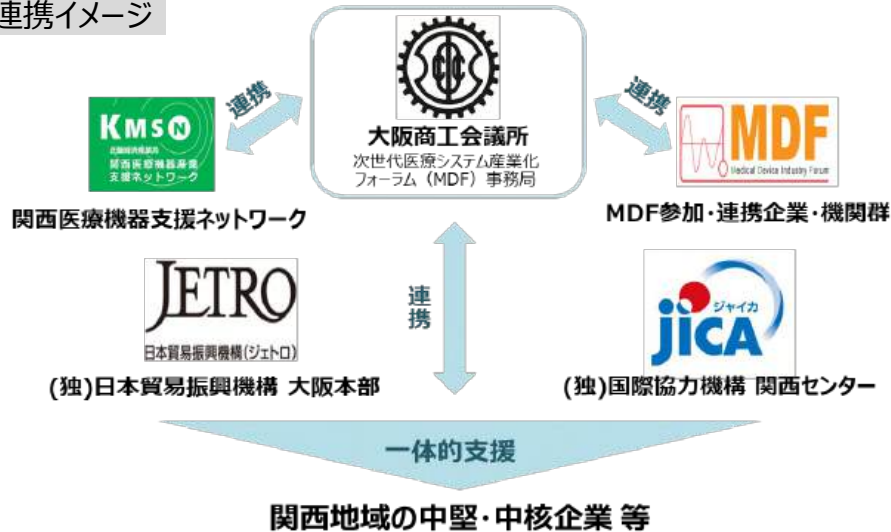 連携イメージ
大阪商工会議所
次世代医療システム産業化
フォーラム（MDF）事務局
連携
連携
KMSN
近畿経済産業局
関西医療機器産業
支援ネットワーク
関西医療機器支援ネットワーク
MDF
Medical Device Industry Forum
MDF参加・連携企業・機関群
連携
JETRO
日本貿易振興機構(ジェトロ)
(独)日本貿易振興機構 大阪本部
ジャイカ
jICA
(独)国際協力機構 関西センター
一体的支援
関西地域の中堅・中核企業 等